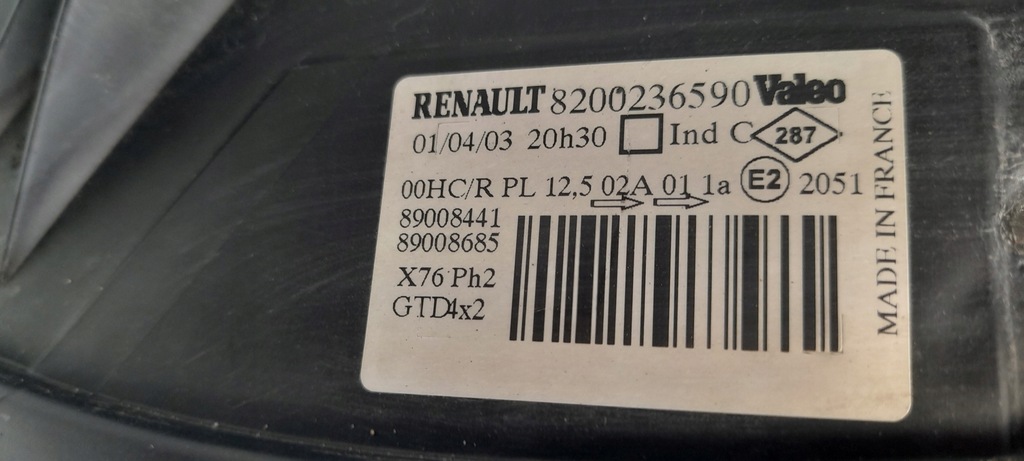 RENAULT 8200236590 Valeo
01/04/03 20h30 Ind C 287
00HC/R PL 12,5 02A 01 1a E2 2051
89008441
89008685
X76 Ph2
GTD4x2
MADE IN FRANCE